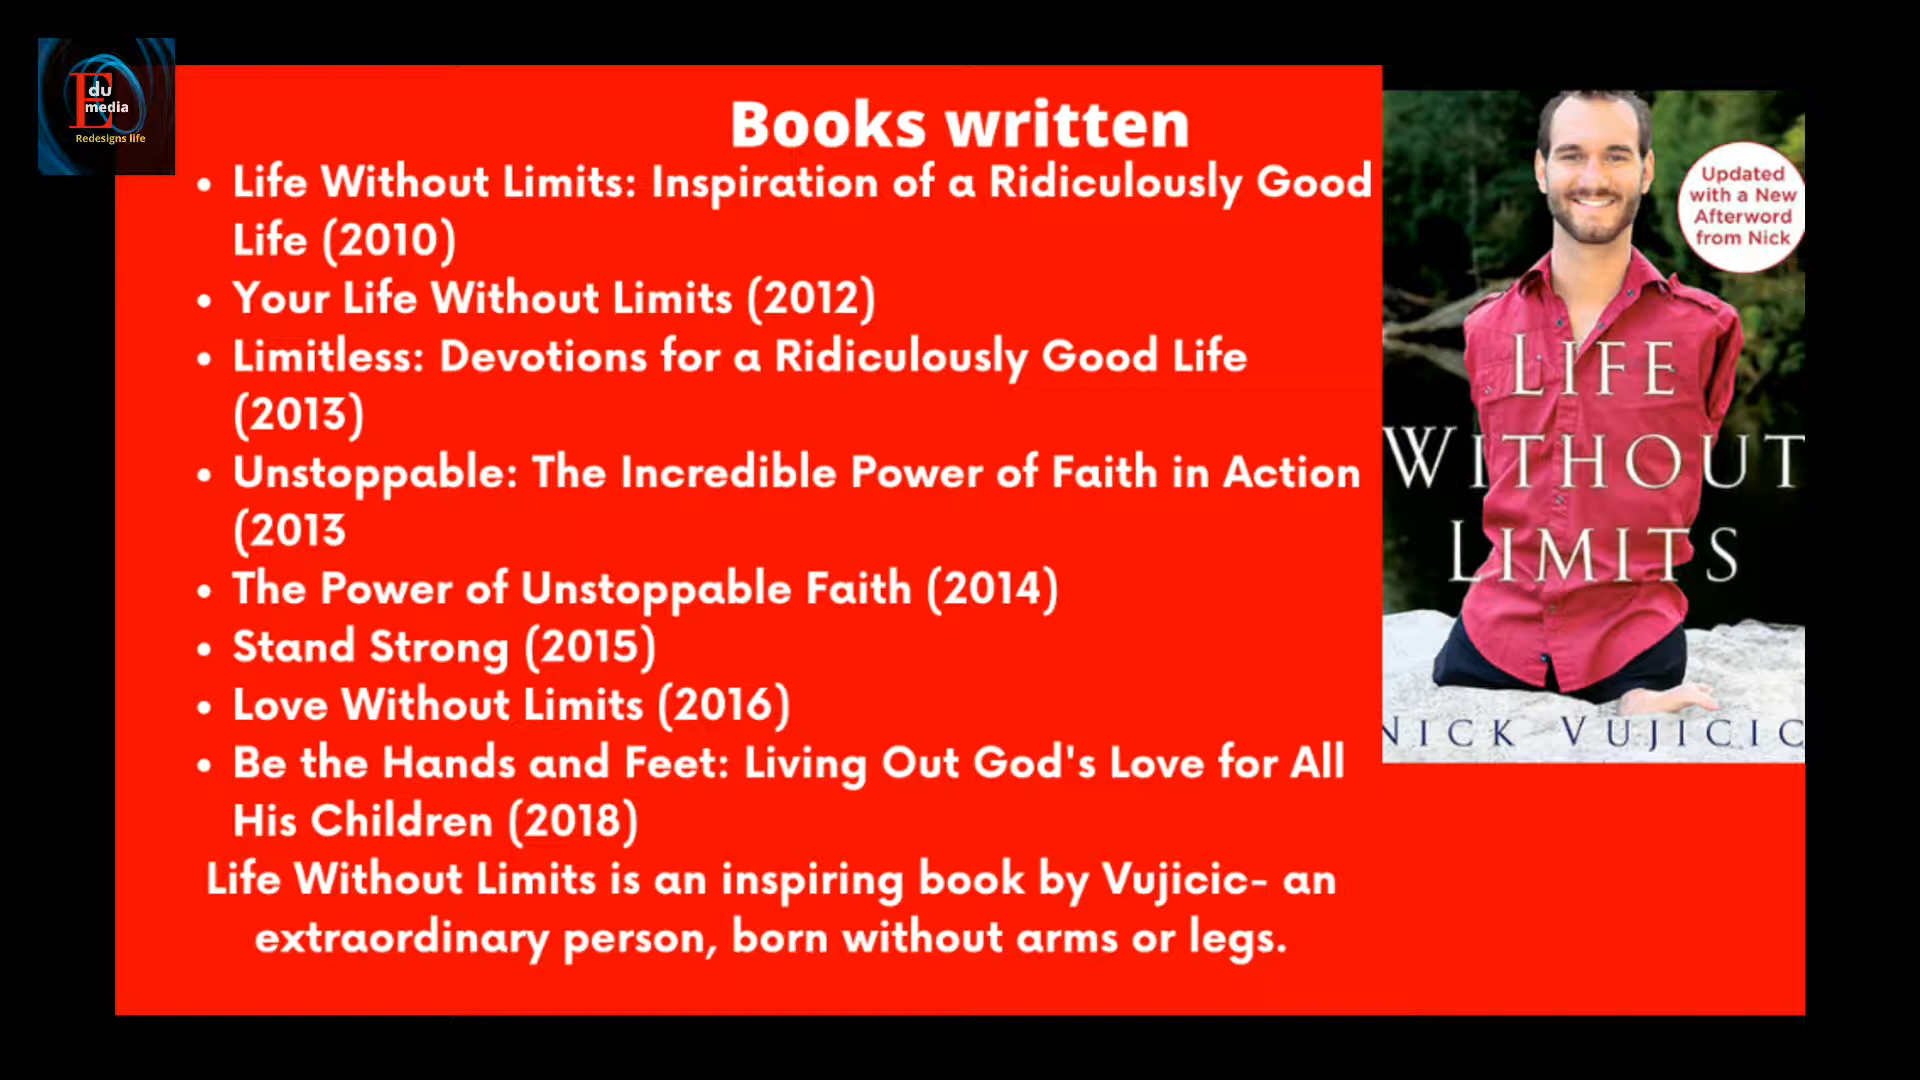 Edu
media
Redesigns life
Books written
• Life Without Limits: Inspiration of a Ridiculously Good
Life (2010)
• Your Life Without Limits (2012)
• Limitless: Devotions for a Ridiculously Good Life
(2013)
• Unstoppable: The Incredible Power of Faith in Action
(2013
• The Power of Unstoppable Faith (2014)
• Stand Strong (2015)
• Love Without Limits (2016)
• Be the Hands and Feet: Living Out God's Love for All
His Children (2018)
Life Without Limits is an inspiring book by Vujicic- an
extraordinary person, born without arms or legs.
Updated
with a New
Afterword
from Nick
LIFE
WITHOUT
LIMITS
NICK VUJICIC